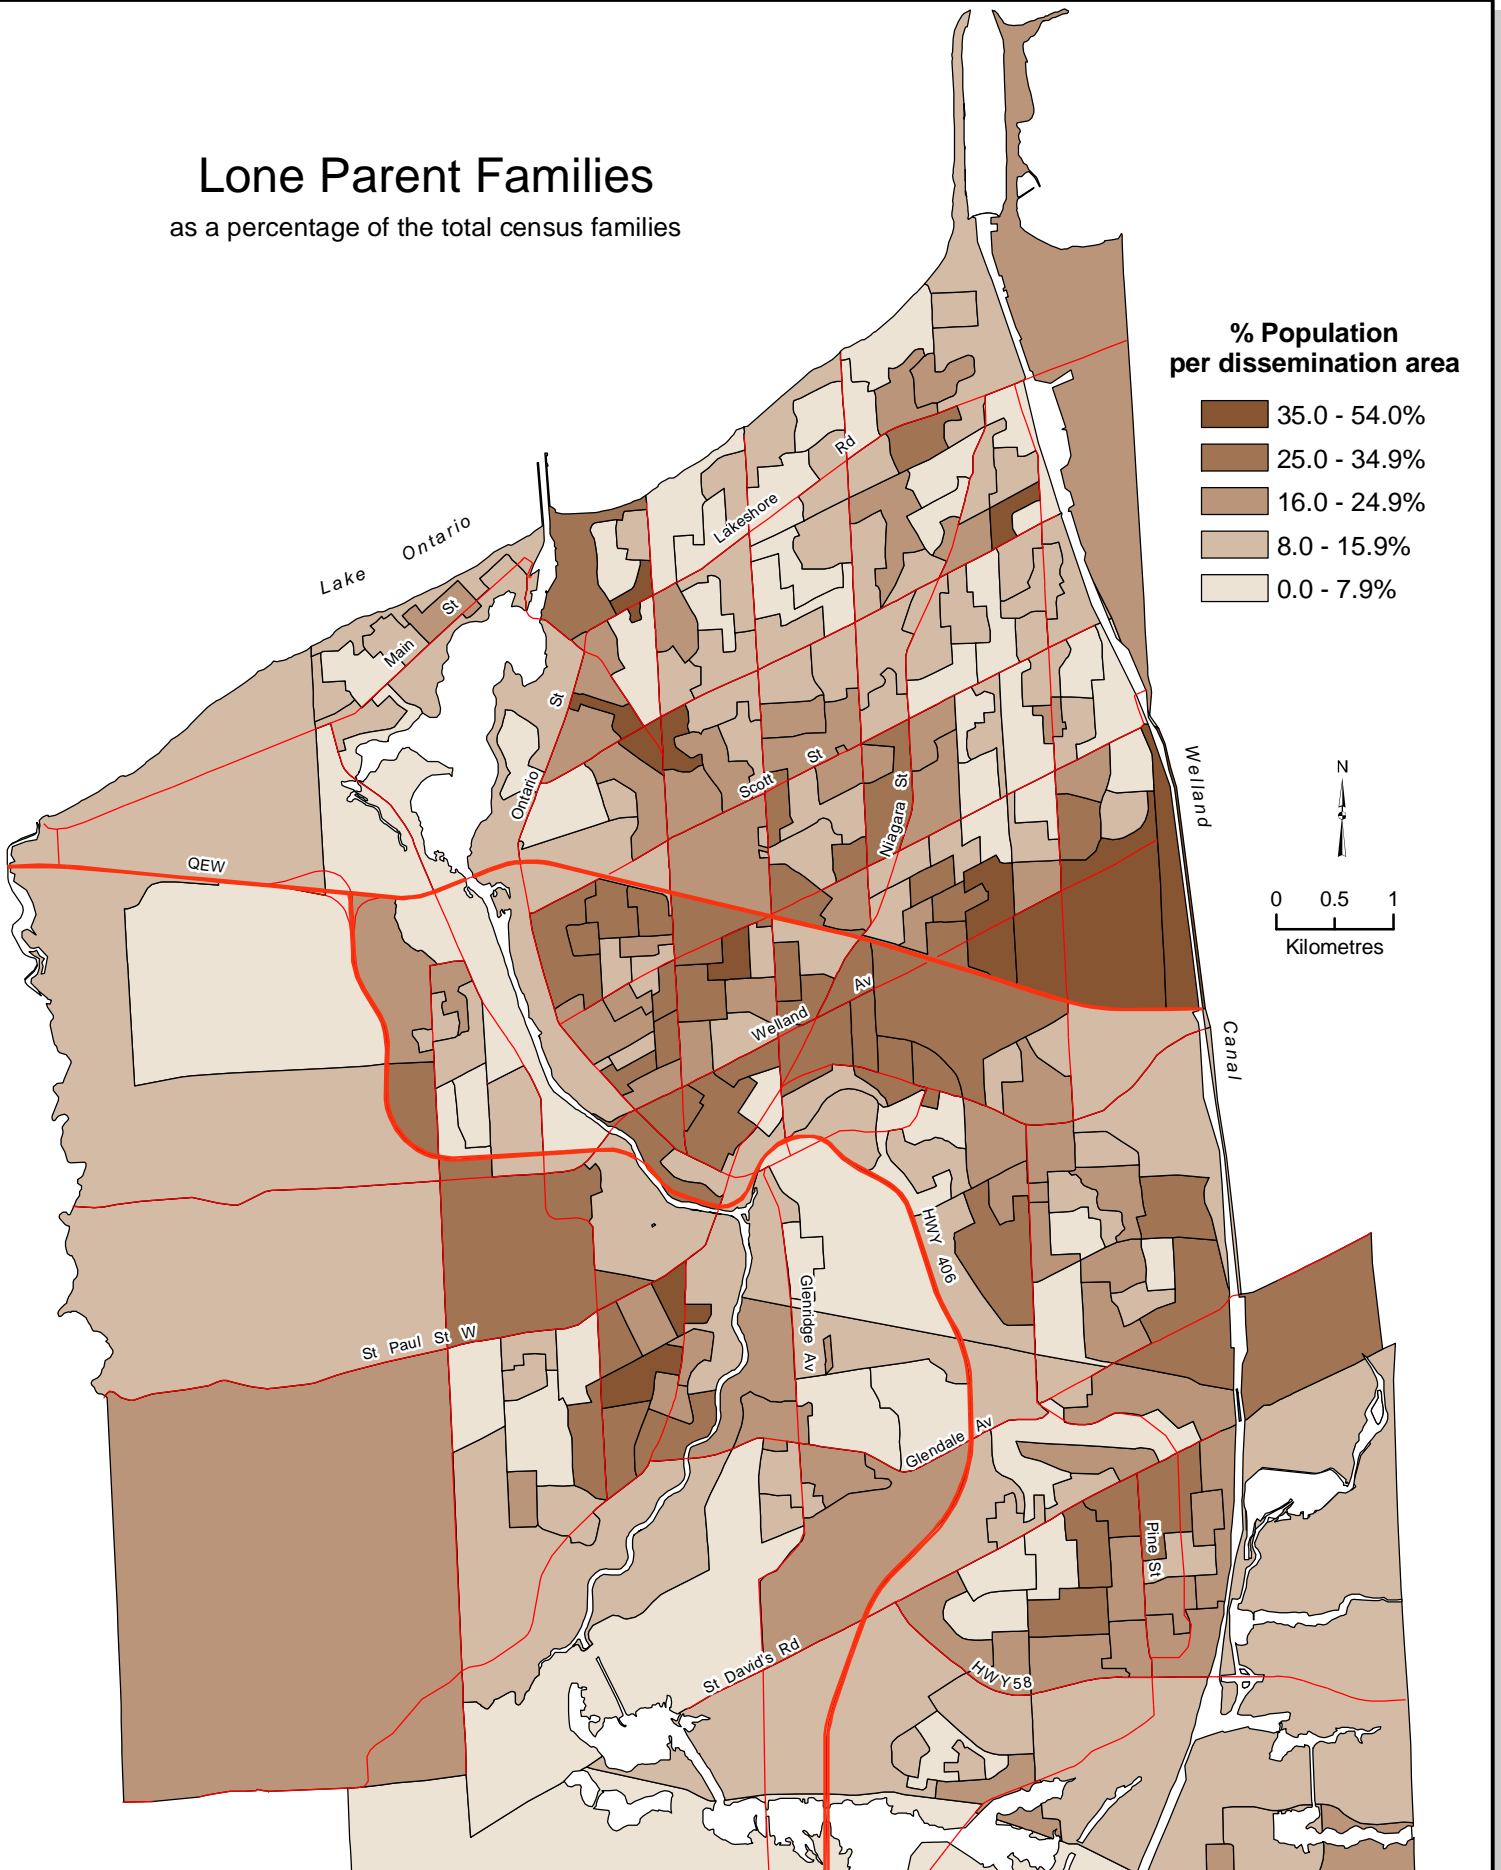 Lone Parent Families
as a percentage of the total census families
% Population
per dissemination area
35.0 - 54.0%
25.0 - 34.9%
16.0 - 24.9%
8.0 - 15.9%
0.0 - 7.9%
Lake Ontario
Lakeshore Rd
Main St
Ontario St
Scott St
Niagara St
Welland Canal
N
0 0.5 1
Kilometres
QEW
Welland Av
HWY 406
Glenridge Av
St Paul St W
Glendale Av
Pine St
St David's Rd
HWY58